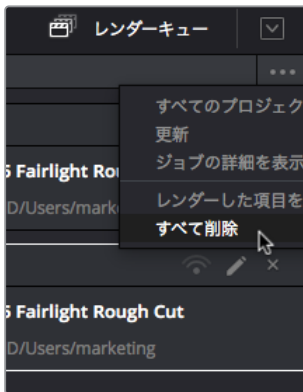 レンダーキュー
すべてのプロジェク
更新
5 Fairlight Rou
ジョブの詳細を表示
D/Users/marke
レンダーした項目を
すべて削除
5 Fairlight Rough Cut
D/Users/marketing